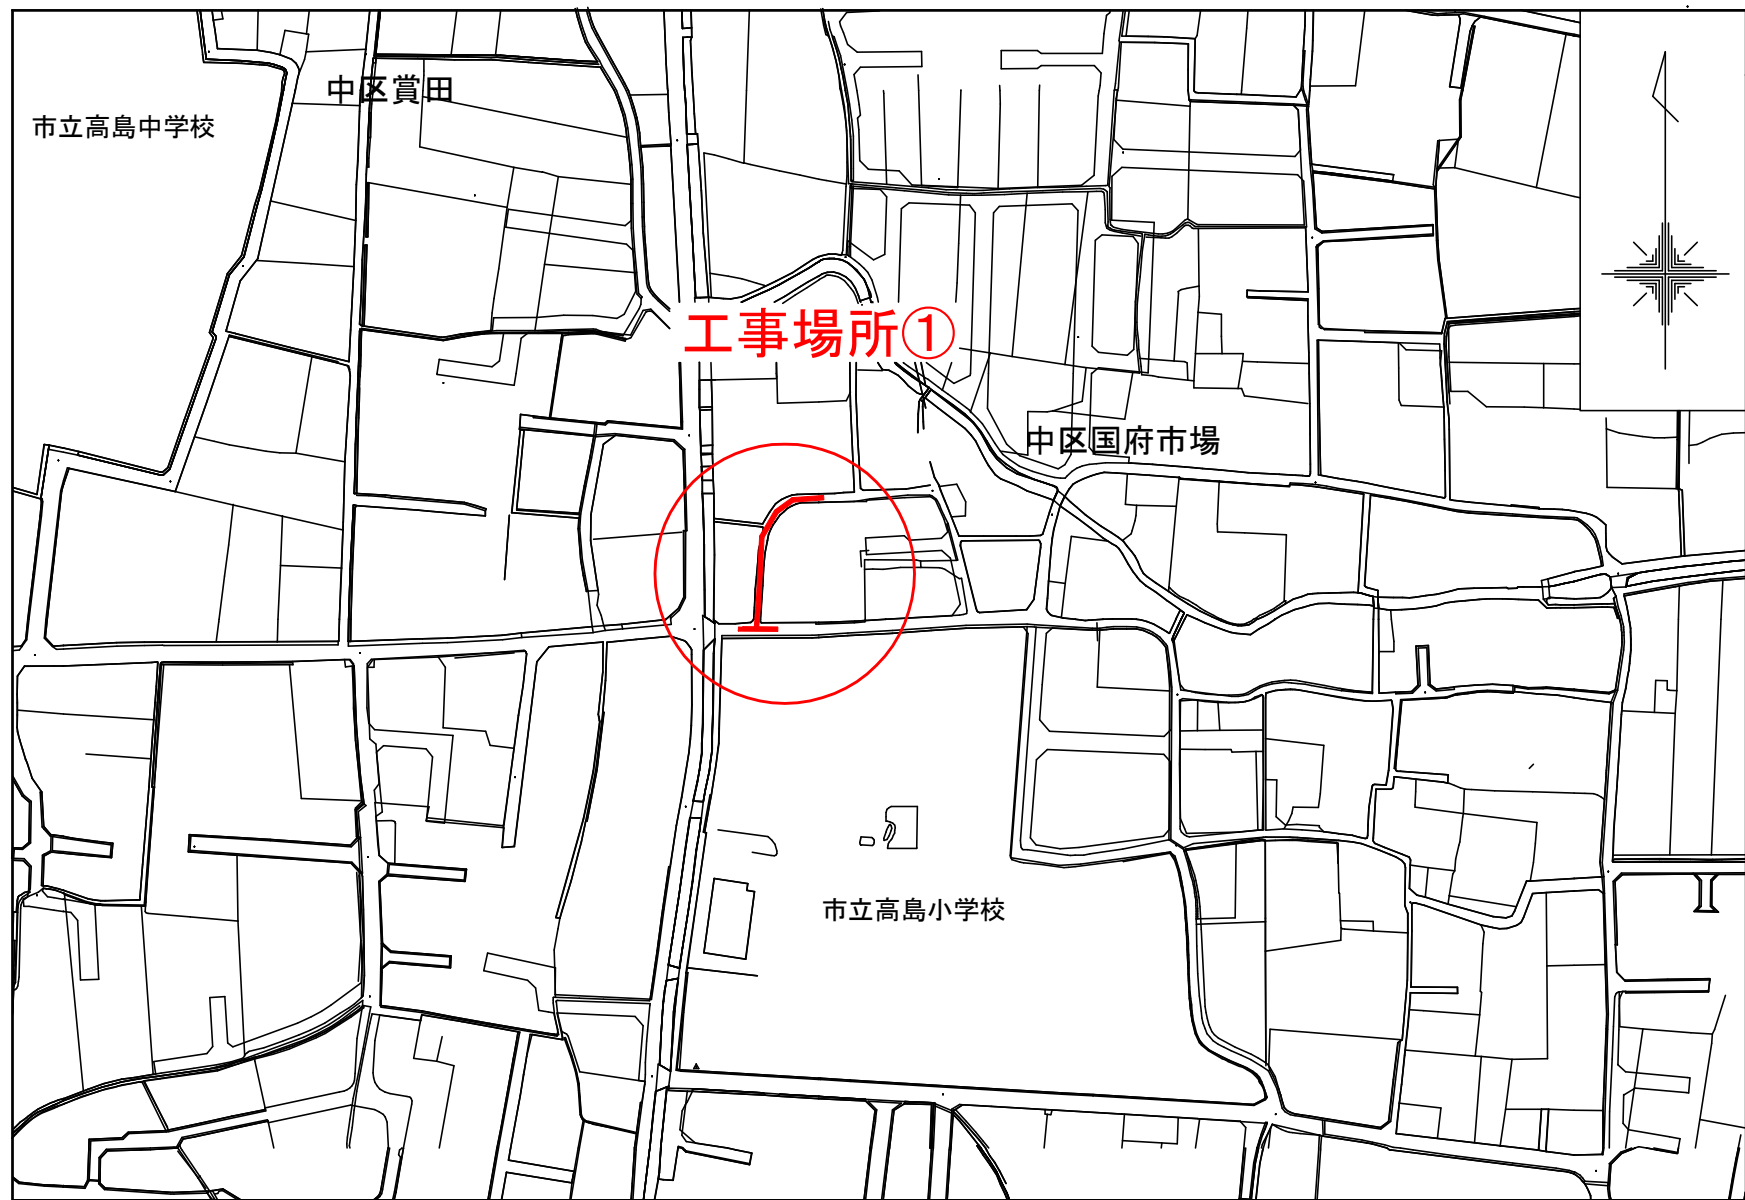 中区賞田
市立高島中学校
工事場所①
中区国府市場
市立高島小学校